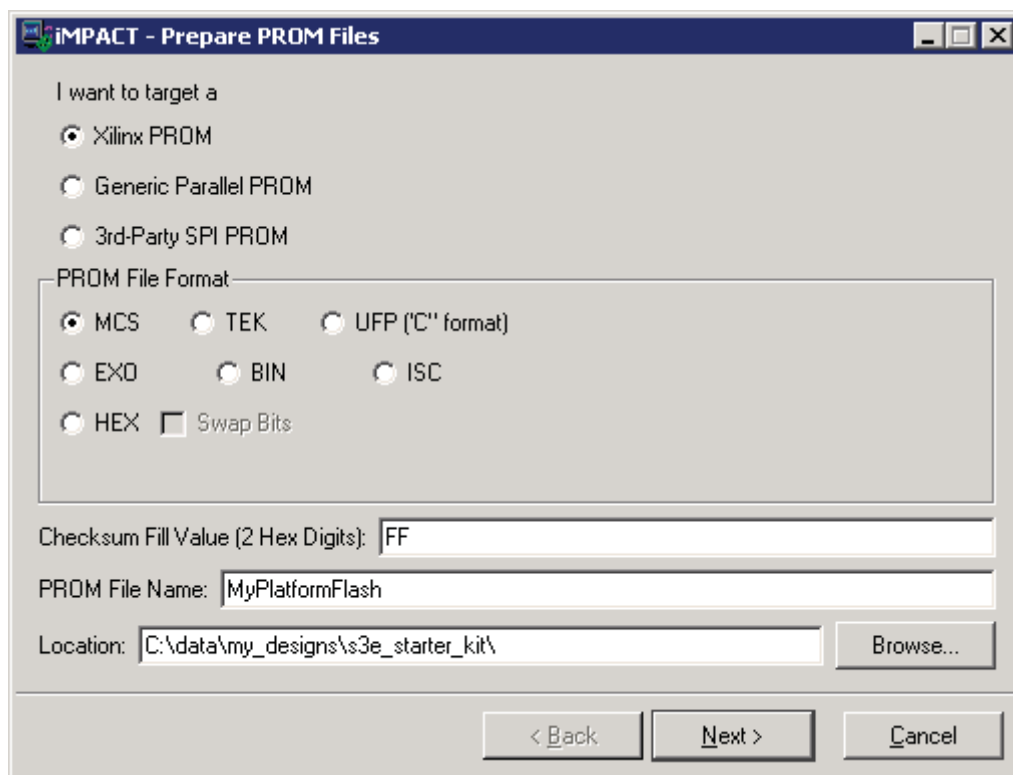 iMPACT - Prepare PROM Files
I want to target a
Xilinx PROM
Generic Parallel PROM
3rd-Party SPI PROM
PROM File Format
MCS TEK UFP ('C'' format)
EXO BIN ISC
HEX Swap Bits
Checksum Fill Value (2 Hex Digits): FF
PROM File Name: MyPlatformFlash
Location: C:\data\my_designs\s3e_starter_kit\ Browse...
< Back Next > Cancel